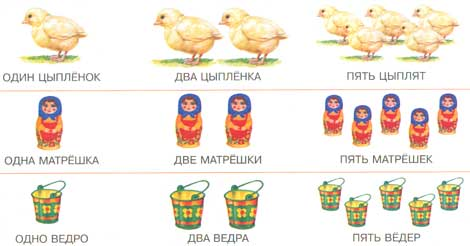 ОДИН ЦЫПЛЁНОК
ДВА ЦЫПЛЁНКА
ПЯТЬ ЦЫПЛЯТ
ОДНА МАТРЁШКА
ДВЕ МАТРЁШКИ
ПЯТЬ МАТРЁШЕК
ОДНО ВЕДРО
ДВА ВЕДРА
ПЯТЬ ВЁДЕР